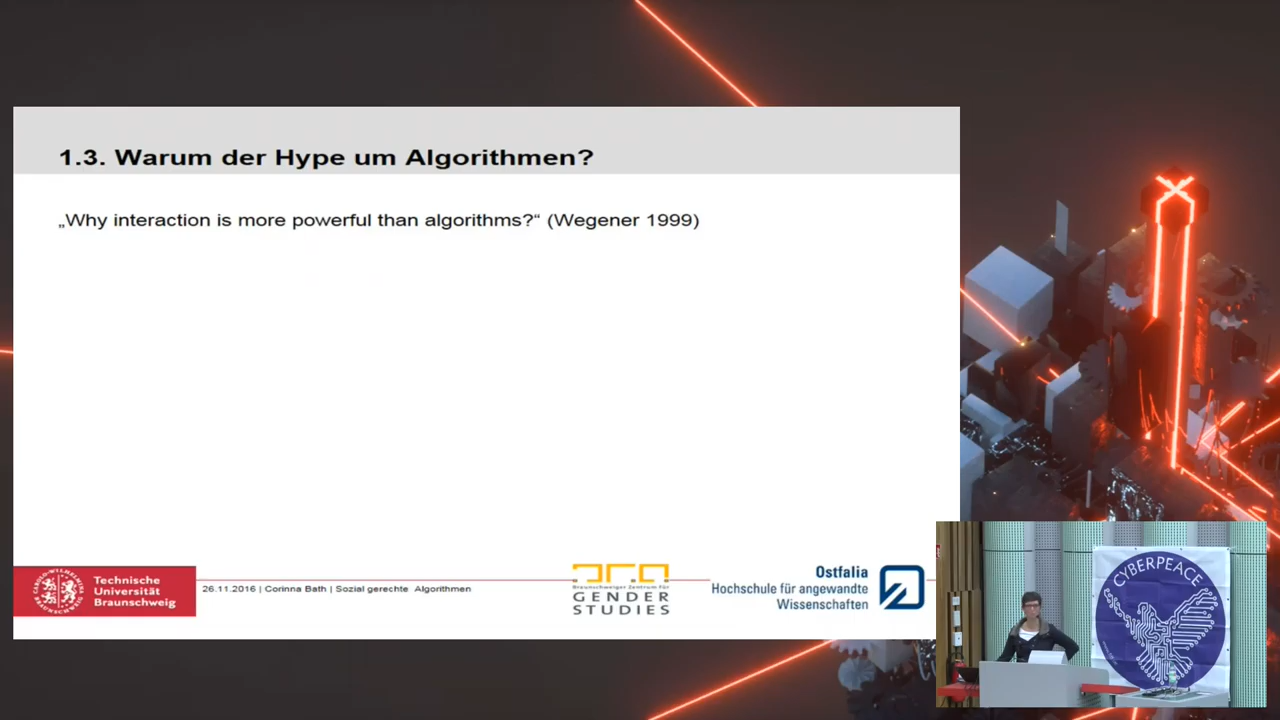 1.3. Warum der Hype um Algorithmen?
„Why interaction is more powerful than algorithms?“ (Wegener 1999)
Technische
Universität
Braunschweig
26.11.2016 | Corinna Bath | Sozial gerechte Algorithmen
Braunschweiger Zentrum für
GENDER
STUDIES
Ostfalia
Hochschule für angewandte
Wissenschaften
CYBERPEACE